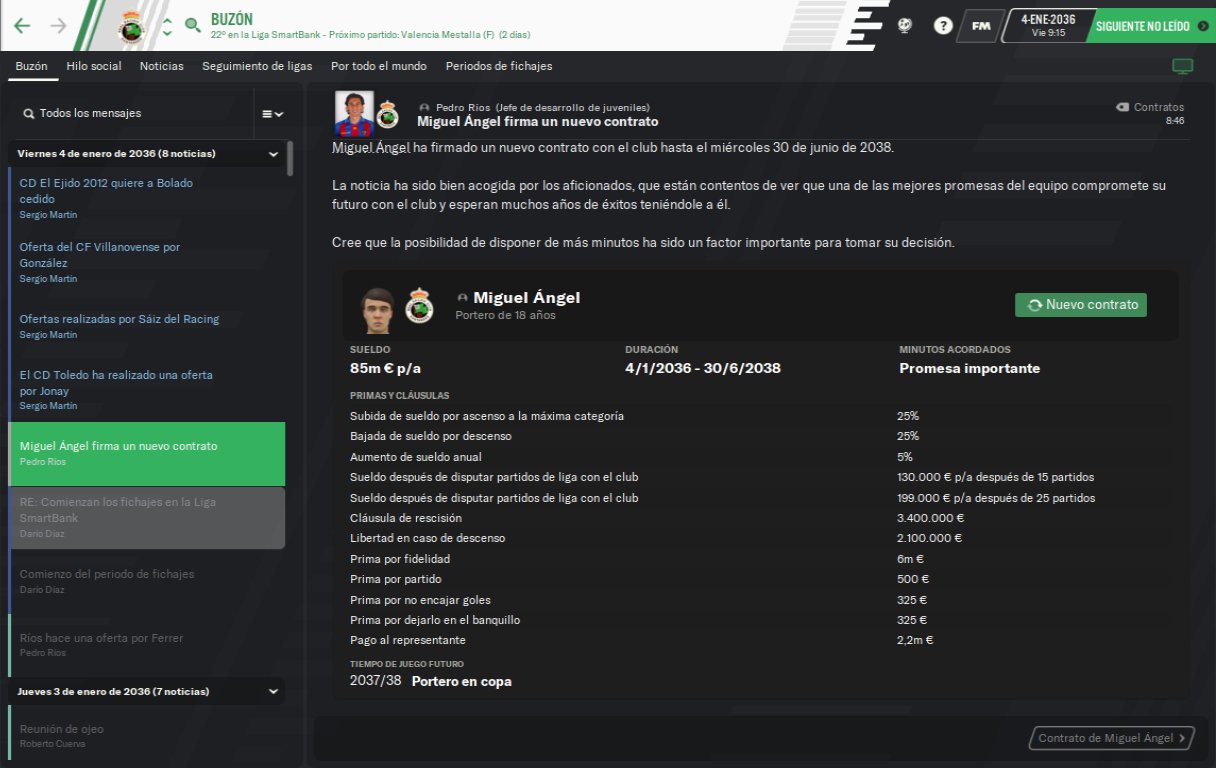 BUZÓN
22º en la Liga SmartBank - Próximo partido: Valencia Mestalla (F) (2 días)
?
FM
4-ENE-2036
Vie 9:15
SIGUIENTE NO LEÍDO
Buzón Hilo social Noticias Seguimiento de ligas Por todo el mundo Periodos de fichajes
Todos los mensajes
Viernes 4 de enero de 2036 (8 noticias)
CD El Ejido 2012 quiere a Bolado
cedido
Sergio Martín
Oferta del CF Villanovense por
González
Sergio Martín
Ofertas realizadas por Sáiz del Racing
Sergio Martín
El CD Toledo ha realizado una oferta
por Jonay
Sergio Martín
Miguel Ángel firma un nuevo contrato
Pedro Ríos
RE: Comienzan los fichajes en la Liga
SmartBank
Darío Díaz
Comienzo del periodo de fichajes
Darío Díaz
Ríos hace una oferta por Ferrer
Pedro Ríos
Jueves 3 de enero de 2036 (7 noticias)
Reunión de ojeo
Roberto Cuerva
Pedro Ríos (Jefe de desarrollo de juveniles)
Miguel Ángel firma un nuevo contrato
Contratos
8:46
Miguel Ángel ha firmado un nuevo contrato con el club hasta el miércoles 30 de junio de 2038.
La noticia ha sido bien acogida por los aficionados, que están contentos de ver que una de las mejores promesas del equipo compromete su
futuro con el club y esperan muchos años de éxitos teniéndole a él.
Cree que la posibilidad de disponer de más minutos ha sido un factor importante para tomar su decisión.
Miguel Ángel
Portero de 18 años
Nuevo contrato
SUELDO DURACIÓN MINUTOS ACORDADOS
85m € p/a 4/1/2036 - 30/6/2038 Promesa importante
PRIMAS Y CLÁUSULAS
Subida de sueldo por ascenso a la máxima categoría 25%
Bajada de sueldo por descenso 25%
Aumento de sueldo anual 5%
Sueldo después de disputar partidos de liga con el club 130.000 € p/a después de 15 partidos
Sueldo después de disputar partidos de liga con el club 199.000 € p/a después de 25 partidos
Cláusula de rescisión 3.400.000 €
Libertad en caso de descenso 2.100.000 €
Prima por fidelidad 6m €
Prima por partido 500 €
Prima por no encajar goles 325 €
Prima por dejarlo en el banquillo 325 €
Pago al representante 2,2m €
TIEMPO DE JUEGO FUTURO
2037/38 Portero en copa
Contrato de Miguel Ángel